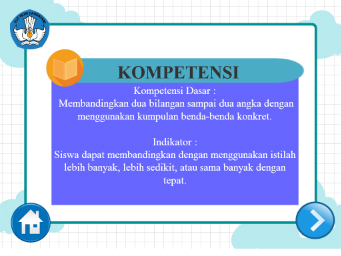 KOMPETENSI
Kompetensi Dasar :
Membandingkan dua bilangan sampai dua angka dengan
menggunakan kumpulan benda-benda konkret.
Indikator :
Siswa dapat membandingkan dengan menggunakan istilah
lebih banyak, lebih sedikit, atau sama banyak dengan
tepat.